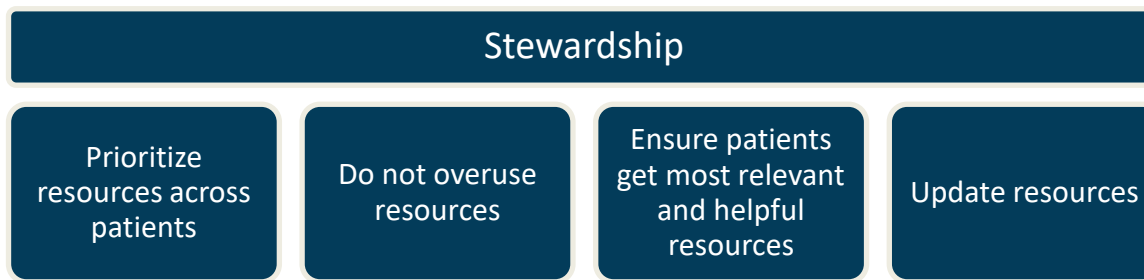 Stewardship
Prioritize
resources across
patients
Do not overuse
resources
Ensure patients
get most relevant
and helpful
resources
Update resources